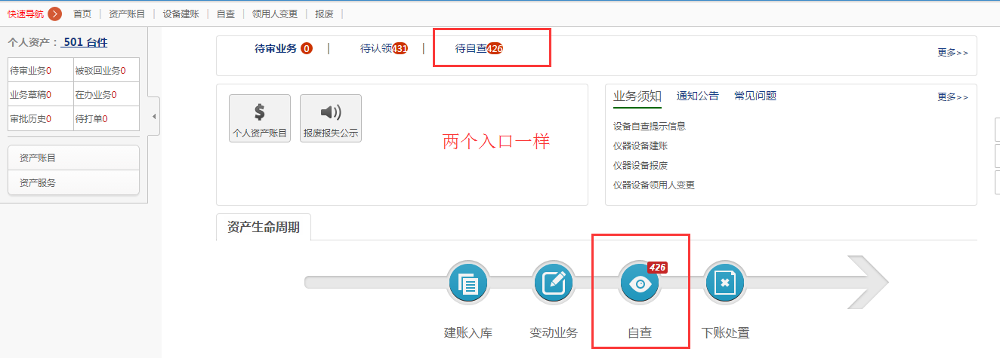 快速导航 首页 | 资产账目 | 设备建账 | 自查 | 领用人变更 | 报废 |
个人资产： 501 台件
待审业务0 被驳回业务0
业务草稿0 在办业务0
审批历史0 待打单0
资产账目
资产服务
待审业务 0 | 待认领431 | 待自查426
更多>>
个人资产账目 报废报失公示
两个入口一样
业务须知 通知公告 常见问题 更多>>
设备自查提示信息
仪器设备建账
仪器设备报废
仪器设备领用人变更
资产生命周期
426
建账入库 变动业务 自查 下账处置